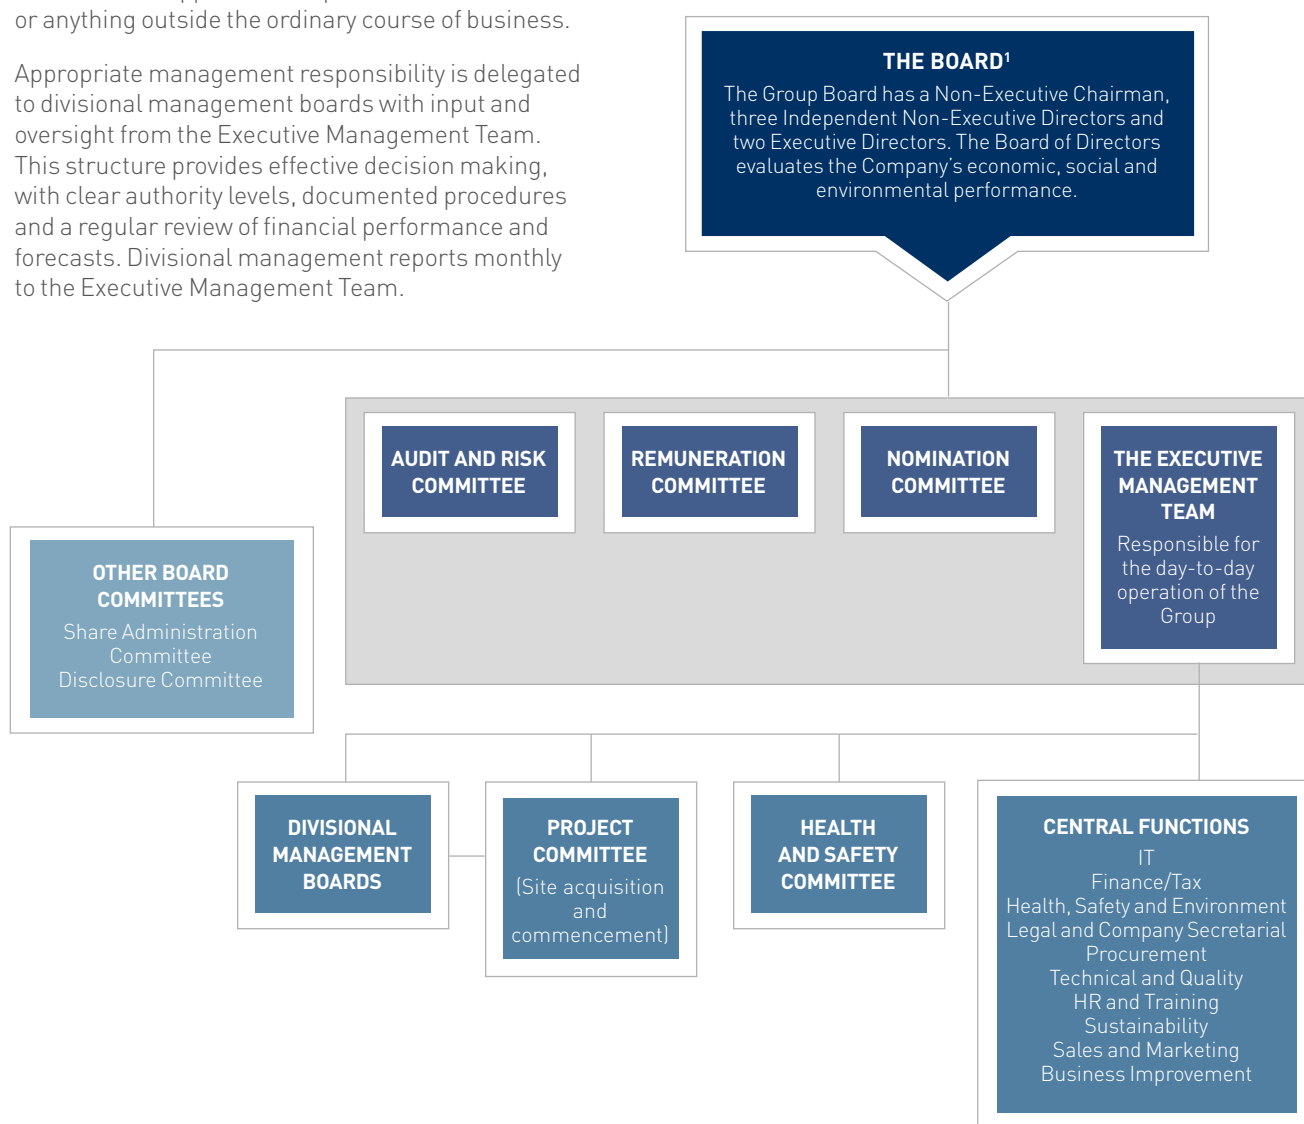 or anything outside the ordinary course of business.
Appropriate management responsibility is delegated
to divisional management boards with input and
oversight from the Executive Management Team.
This structure provides effective decision making,
with clear authority levels, documented procedures
and a regular review of financial performance and
forecasts. Divisional management reports monthly
to the Executive Management Team.
THE BOARD¹
The Group Board has a Non-Executive Chairman,
three Independent Non-Executive Directors and
two Executive Directors. The Board of Directors
evaluates the Company's economic, social and
environmental performance.
AUDIT AND RISK
COMMITTEE
REMUNERATION
COMMITTEE
NOMINATION
COMMITTEE
THE EXECUTIVE
MANAGEMENT
TEAM
Responsible for
the day-to-day
operation of the
Group
OTHER BOARD
COMMITTEES
Share Administration
Committee
Disclosure Committee
DIVISIONAL
MANAGEMENT
BOARDS
PROJECT
COMMITTEE
(Site acquisition
and
commencement)
HEALTH
AND SAFETY
COMMITTEE
CENTRAL FUNCTIONS
IT
Finance/Tax
Health, Safety and Environment
Legal and Company Secretarial
Procurement
Technical and Quality
HR and Training
Sustainability
Sales and Marketing
Business Improvement